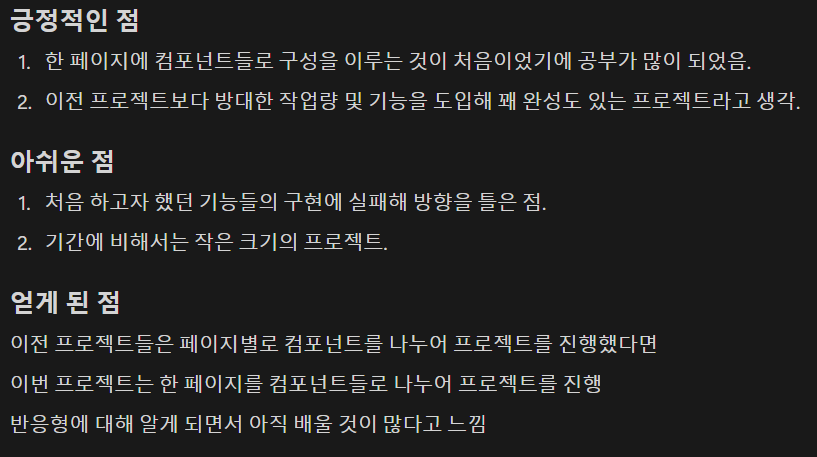 긍정적인 점
1. 한 페이지에 컴포넌트들로 구성을 이루는 것이 처음이었기에 공부가 많이 되었음.
2. 이전 프로젝트보다 방대한 작업량 및 기능을 도입해 꽤 완성도 있는 프로젝트라고 생각.
아쉬운 점
1. 처음 하고자 했던 기능들의 구현에 실패해 방향을 틀은 점.
2. 기간에 비해서는 작은 크기의 프로젝트.
얻게 된 점
이전 프로젝트들은 페이지별로 컴포넌트를 나누어 프로젝트를 진행했다면
이번 프로젝트는 한 페이지를 컴포넌트들로 나누어 프로젝트를 진행
반응형에 대해 알게 되면서 아직 배울 것이 많다고 느낌